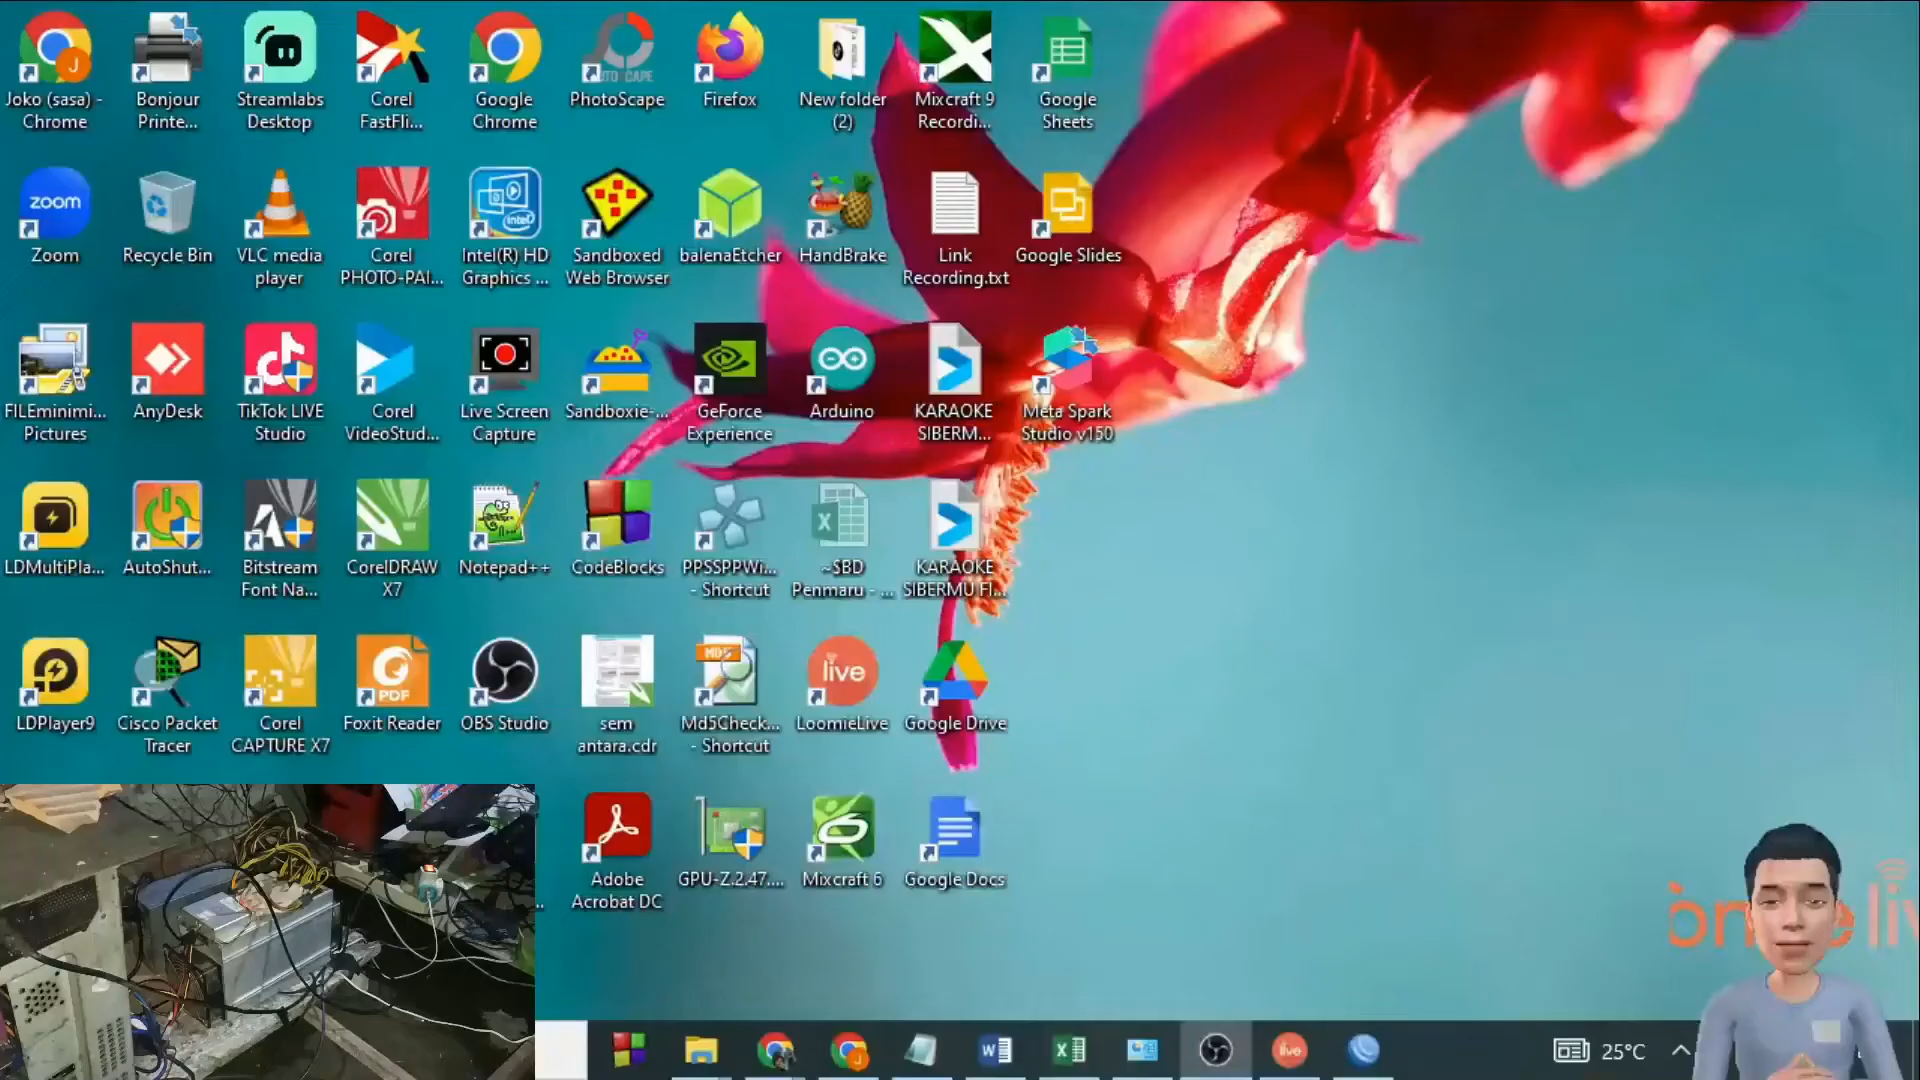 Joko (sasa) -
Chrome
Bonjour
Printe...
Streamlabs
Desktop
Corel
FastFli...
Google
Chrome
PhotoScape
Firefox
New folder
(2)
Mixcraft 9
Recordi...
Google
Sheets
zoom
Zoom
Recycle Bin
VLC media
player
Corel
PHOTO-PAI...
intel
Intel(R) HD
Graphics ...
Sandboxed
Web Browser
balenaEtcher
HandBrake
Link
Recording.txt
Google Slides
FILEminimi...
Pictures
AnyDesk
TikTok LIVE
Studio
Corel
VideoStud...
Live Screen
Capture
Sandboxie-...
GeForce
Experience
Arduino
KARAOKE
SIBERM...
Meta Spark
Studio v150
LDMultiPla...
AutoShut...
Bitstream
Font Na...
CorelDRAW
X7
Notepad++
CodeBlocks
PPSSPPWi...
- Shortcut
~$BD
Penmaru - ...
KARAOKE
SIBERMU FI...
LDPlayer9
Cisco Packet
Tracer
Corel
CAPTURE X7
PDF
Foxit Reader
OBS Studio
sem
antara.cdr
MD5
Md5Check...
- Shortcut
live
LoomieLive
Google Drive
Adobe
Acrobat DC
GPU-Z.2.47....
Mixcraft 6
Google Docs
live
25°C